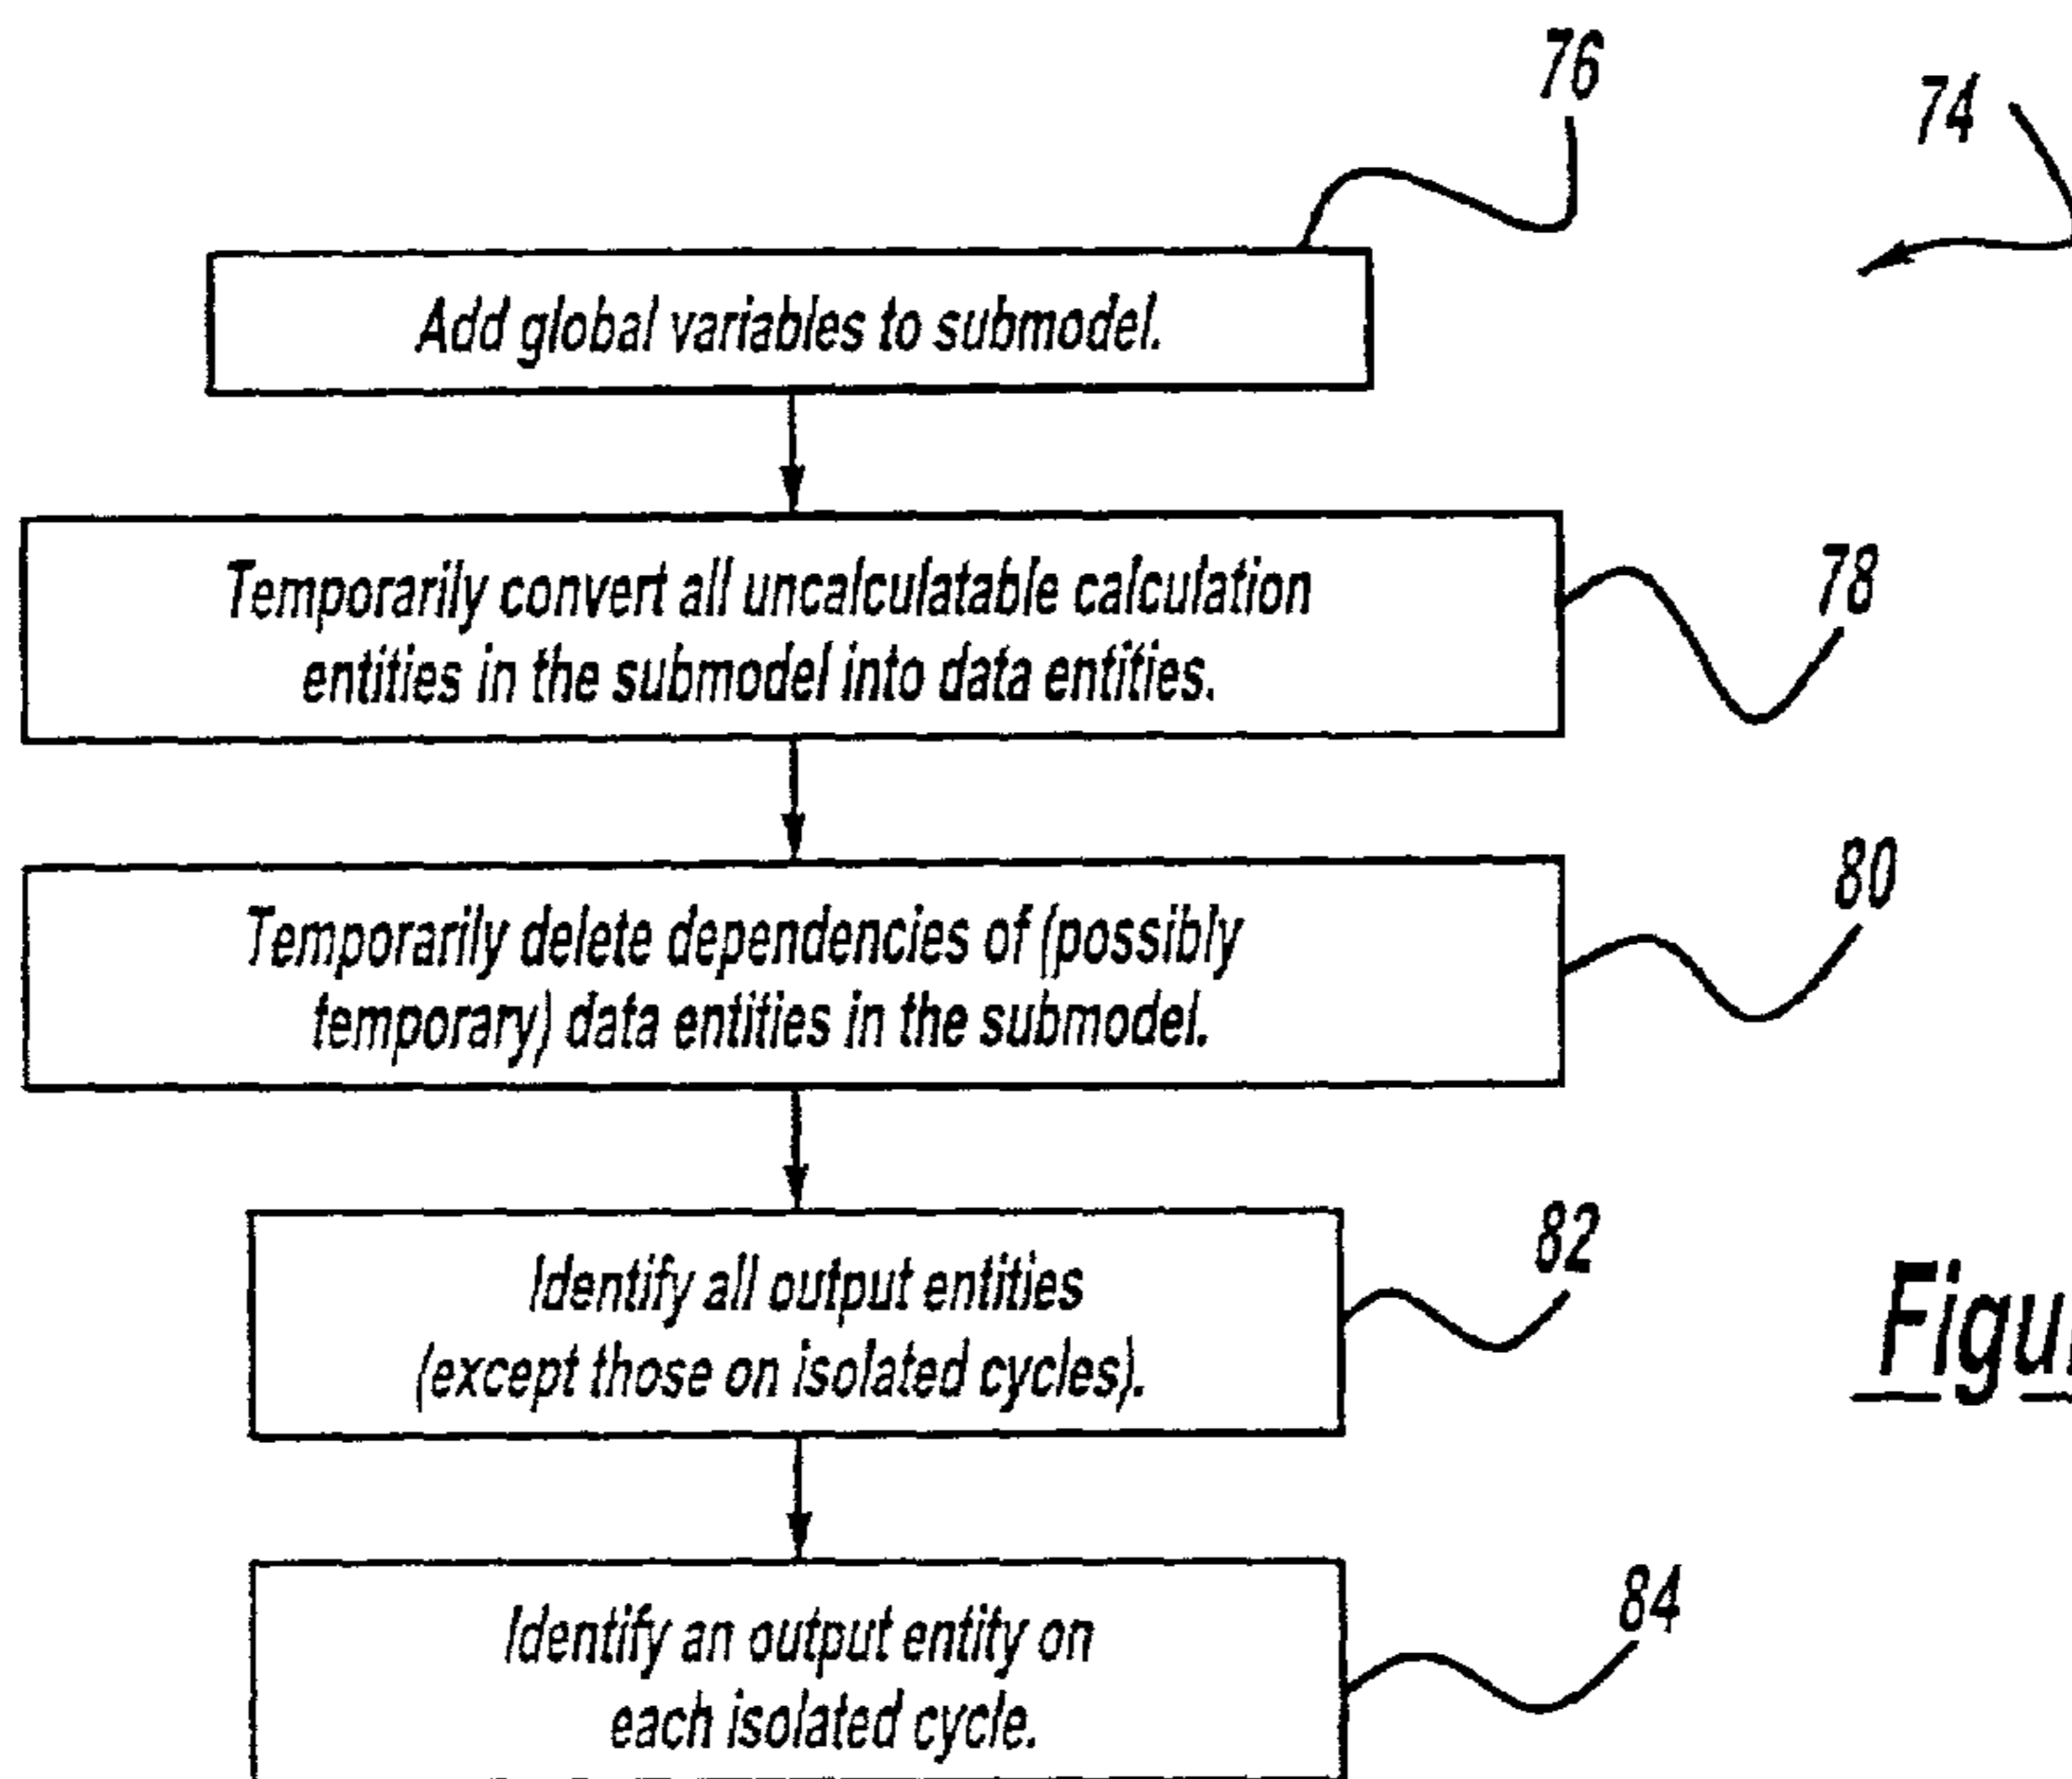 76
74
Add global variables to submodel.
Temporarily convert all uncalculatable calculation
entities in the submodel into data entities.
78
Temporarily delete dependencies of (possibly
temporary) data entities in the submodel.
80
Identify all output entities
(except those on isolated cycles).
82
Identify an output entity on
each isolated cycle.
84